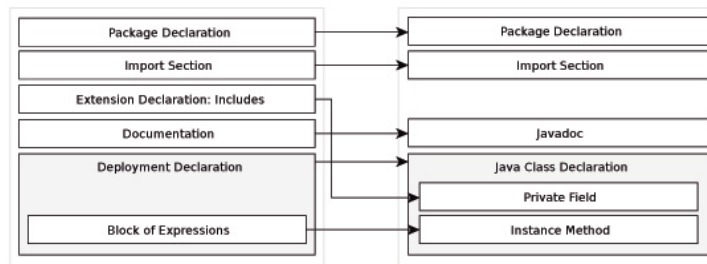 Package Declaration
Import Section
Extension Declaration: Includes
Documentation
Deployment Declaration
Block of Expressions
Package Declaration
Import Section
Javadoc
Java Class Declaration
Private Field
Instance Method